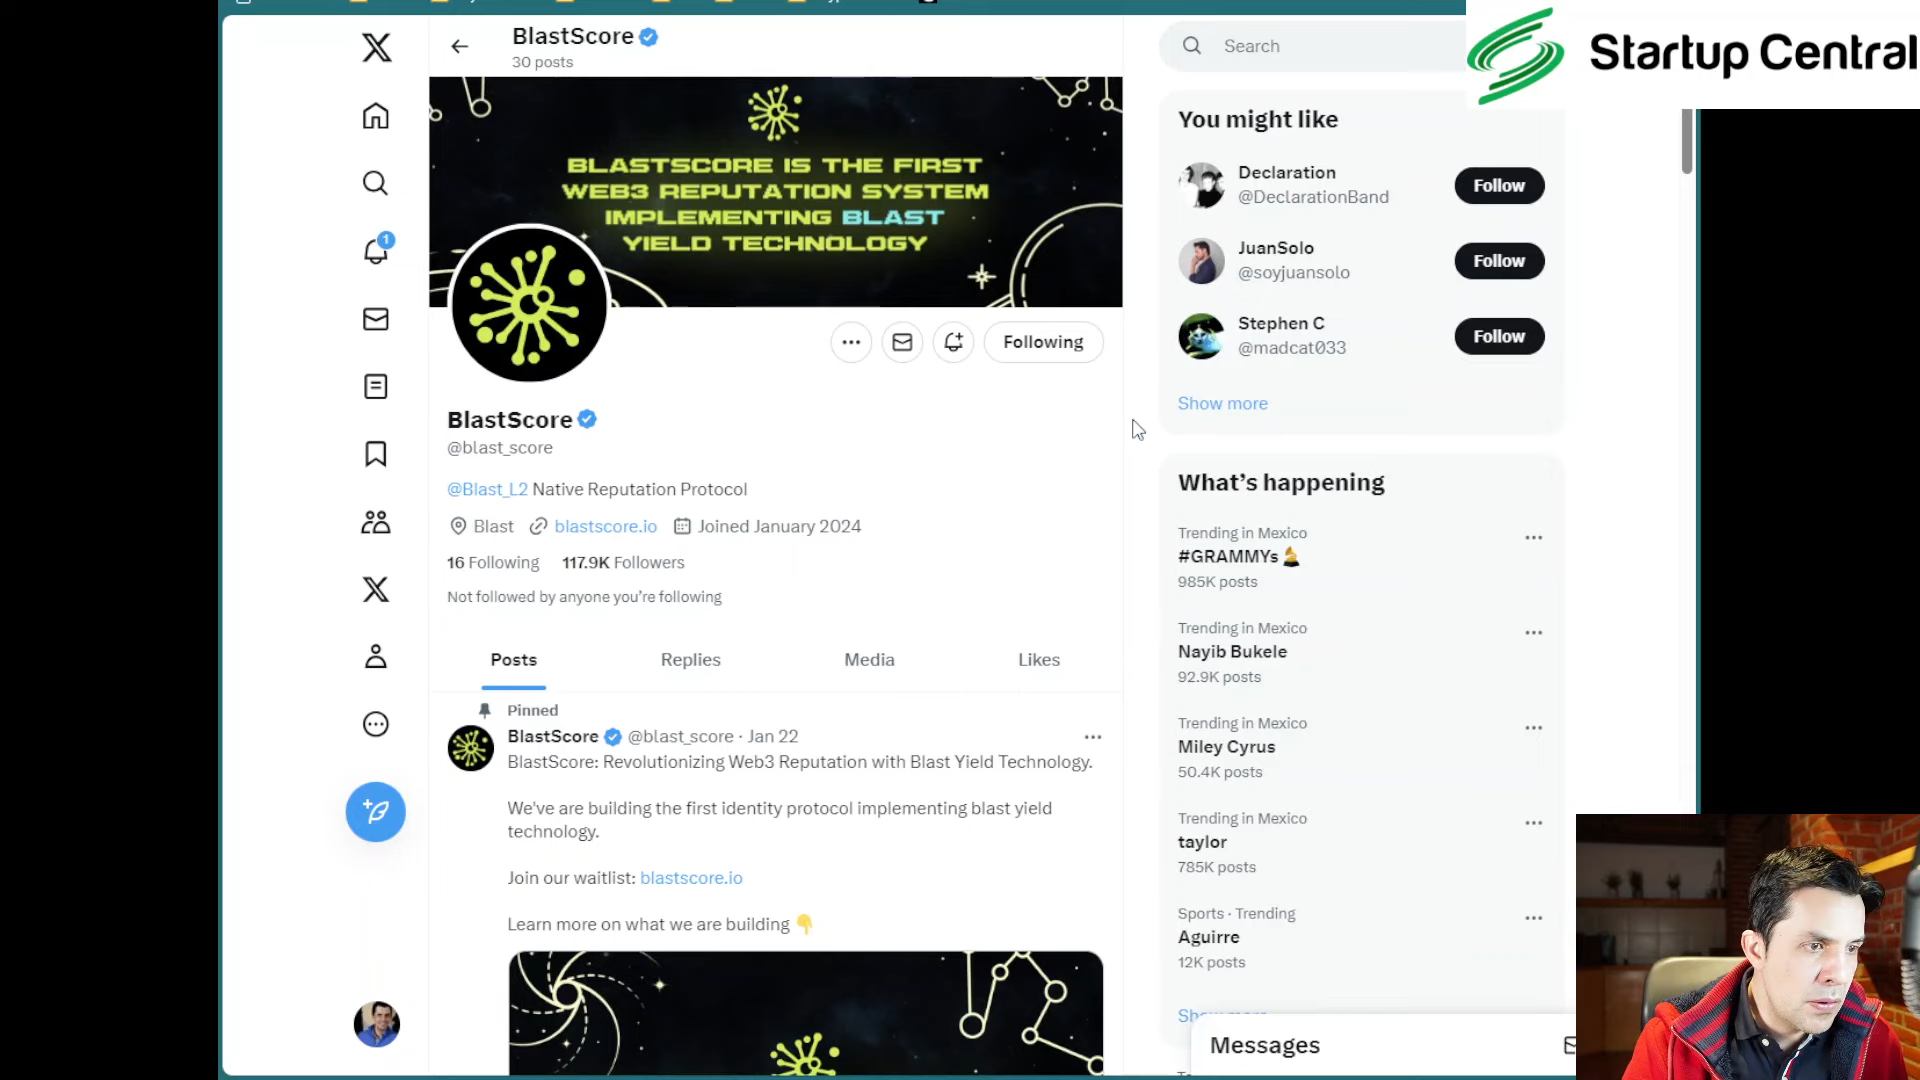 BlastScore
30 posts
Search
Startup Central
BLASTSCORE IS THE FIRST
WEB3 REPUTATION SYSTEM
IMPLEMENTING BLAST
YIELD TECHNOLOGY
You might like
Declaration
@DeclarationBand
Follow
JuanSolo
@soyjuansolo
Follow
Stephen C
@madcat033
Follow
Show more
1
Following
BlastScore
@blast_score
@Blast_L2 Native Reputation Protocol
Blast blastscore.io Joined January 2024
16 Following 117.9K Followers
Not followed by anyone you’re following
Posts Replies Media Likes
Pinned
BlastScore @blast_score · Jan 22
BlastScore: Revolutionizing Web3 Reputation with Blast Yield Technology.
We've are building the first identity protocol implementing blast yield
technology.
Join our waitlist: blastscore.io
Learn more on what we are building 👇
What’s happening
Trending in Mexico
#GRAMMYs
985K posts
Trending in Mexico
Nayib Bukele
92.9K posts
Trending in Mexico
Miley Cyrus
50.4K posts
Trending in Mexico
taylor
785K posts
Sports · Trending
Aguirre
12K posts
Messages